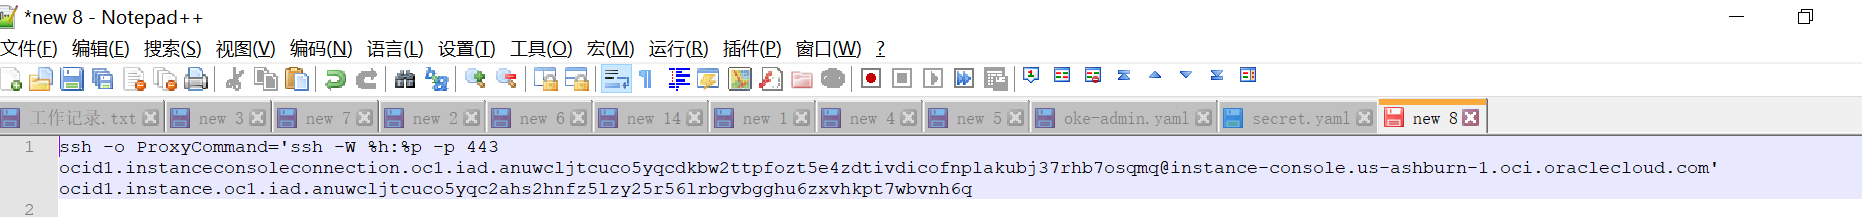 *new 8 - Notepad++
文件(F) 编辑(E) 搜索(S) 视图(V) 编码(N) 语言(L) 设置(T) 工具(O) 宏(M) 运行(R) 插件(P) 窗口(W) ?
工作记录.txt new 3 new 7 new 2 new 6 new 14 new 1 new 4 new 5 oke-admin.yaml secret.yaml new 8
1 ssh -o ProxyCommand='ssh -W %h:%p -p 443
ocid1.instanceconsoleconnection.oc1.iad.anuwcljtcuco5yqcdkbw2ttpfozt5e4zdtivdicofnplakubj37rhb7osqmq@instance-console.us-ashburn-1.oci.oraclecloud.com'
ocid1.instance.oc1.iad.anuwcljtcuco5yqc2ahs2hnfz5lzy25r56lrbgvbgghu6zxvhkpt7wbvnh6q
2